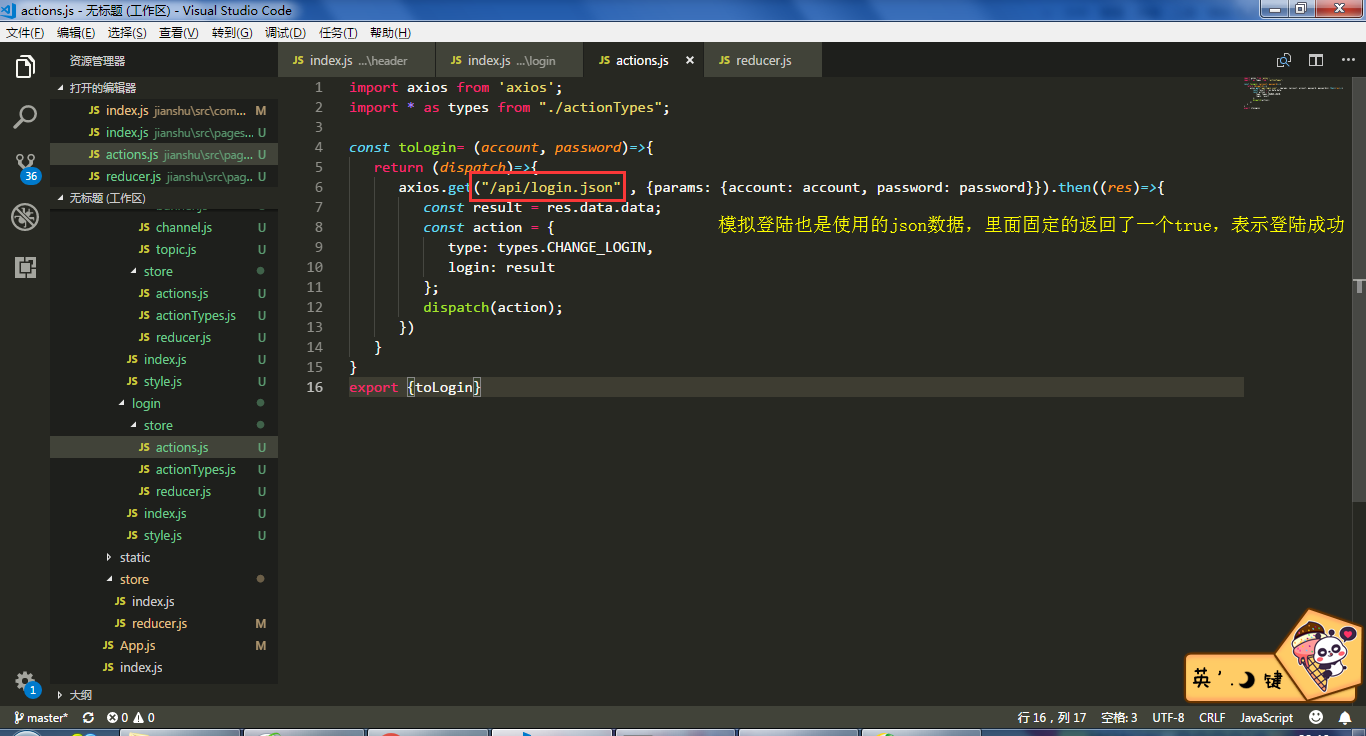 actions.js - 无标题 (工作区) - Visual Studio Code
文件(F) 编辑(E) 选择(S) 查看(V) 转到(G) 调试(D) 任务(T) 帮助(H)
资源管理器
JS index.js ...\header
JS index.js ...\login
JS actions.js ×
JS reducer.js
打开的编辑器
JS index.js jianshu\src\com... M
JS index.js jianshu\src\pages... U
JS actions.js jianshu\src\pag... U
JS reducer.js jianshu\src\pag... U
36
无标题 (工作区)
JS channel.js U
JS topic.js U
store
JS actions.js U
JS actionTypes.js U
JS reducer.js U
JS index.js U
JS style.js U
login
store
JS actions.js U
JS actionTypes.js U
JS reducer.js U
JS index.js U
JS style.js U
static
store
JS index.js
JS reducer.js M
JS App.js M
JS index.js
大纲
1
1 import axios from 'axios';
2 import * as types from "./actionTypes";
3
4 const toLogin= (account, password)=>{
5 return (dispatch)=>{
6 axios.get("/api/login.json" , {params: {account: account, password: password}}).then((res)=>{
7 const result = res.data.data;
模拟登陆也是使用的json数据，里面固定的返回了一个true，表示登陆成功
8 const action = {
9 type: types.CHANGE_LOGIN,
10 login: result
11 };
12 dispatch(action);
13 })
14 }
15 }
16 export {toLogin}
英 ' . 键
master* 0 0 行 16，列 17 空格: 3 UTF-8 CRLF JavaScript